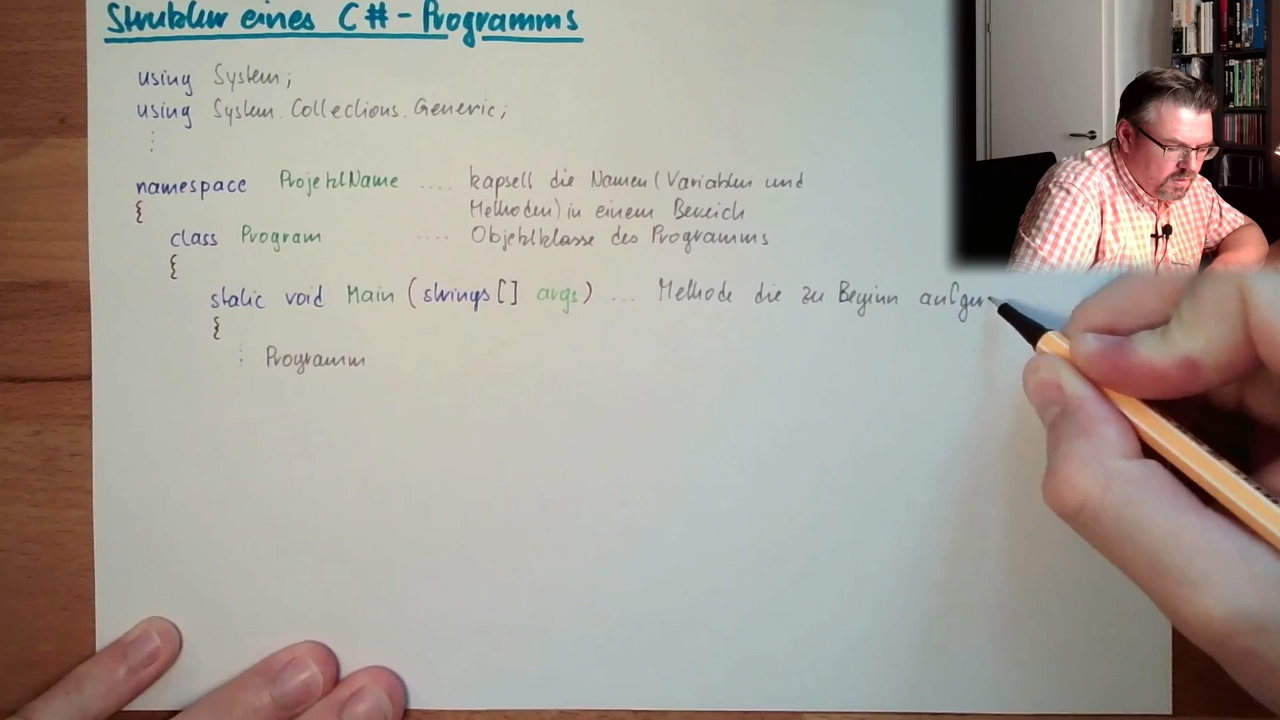 Struktur eines C# - Programms
using System;
using System.Collections.Generic;
⋮
namespace ProjektName .... kapselt die Namen (Variablen und
{ Methoden) in einem Bereich
class Program .... Objektklasse des Programms
{
static void Main (strings[] args) ... Methode die zu Beginn aufger
{
⋮ Programm